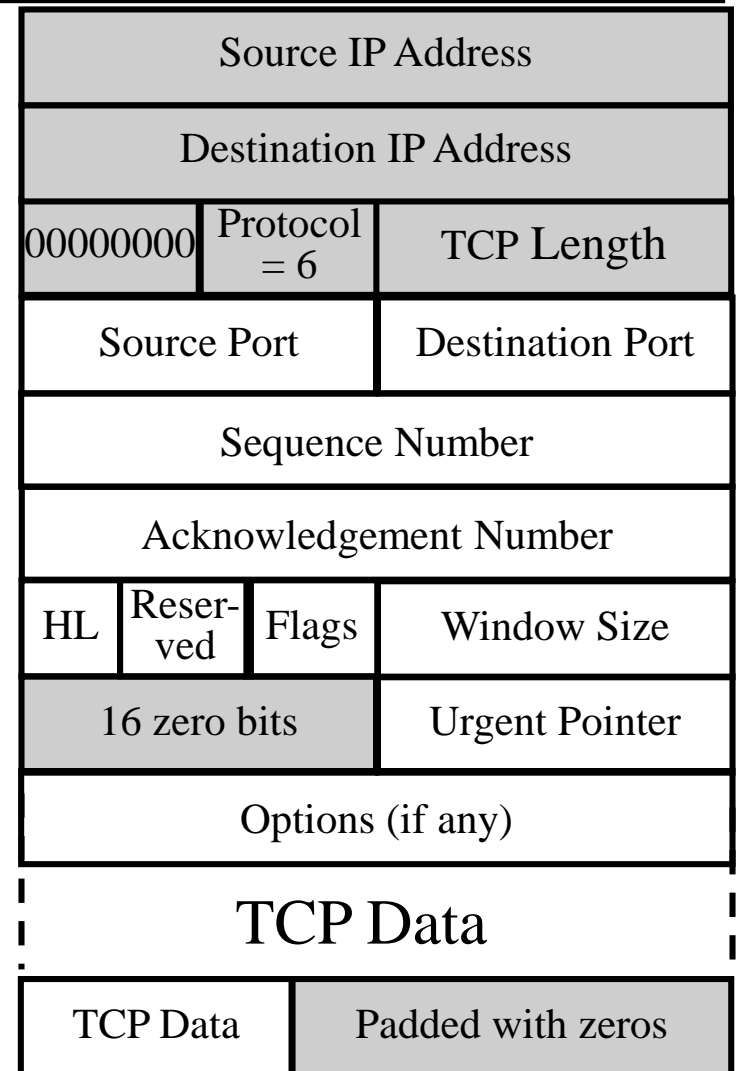 Source IP Address
Destination IP Address
00000000 Protocol = 6 TCP Length
Source Port Destination Port
Sequence Number
Acknowledgement Number
HL Reser-ved Flags Window Size
16 zero bits Urgent Pointer
Options (if any)
TCP Data
TCP Data Padded with zeros